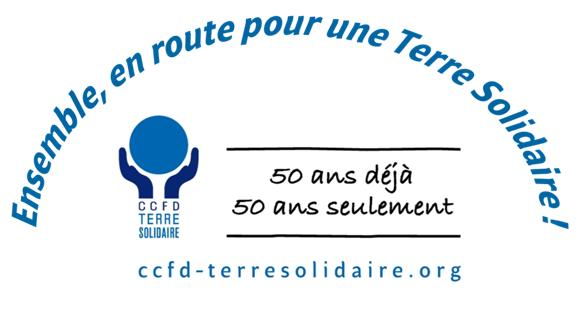 Ensemble, en route pour une Terre Solidaire !
CCFD
TERRE
SOLIDAIRE
50 ans déjà
50 ans seulement
ccfd-terresolidaire.org